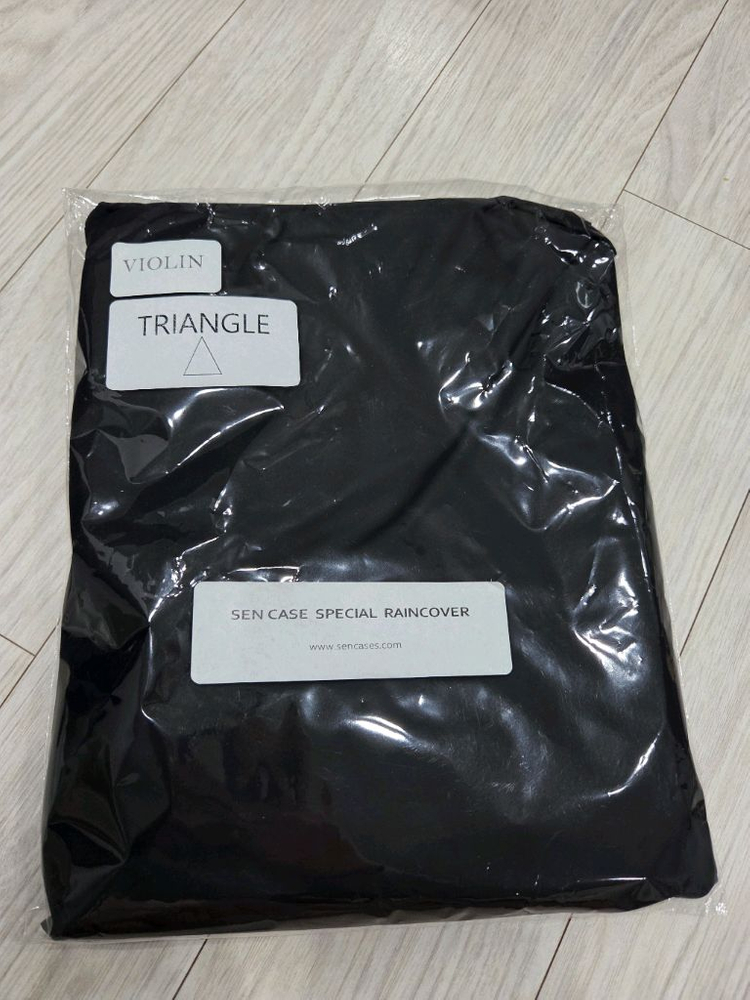 VIOLIN
TRIANGLE
SEN CASE SPECIAL RAINCOVER
www.sencases.com